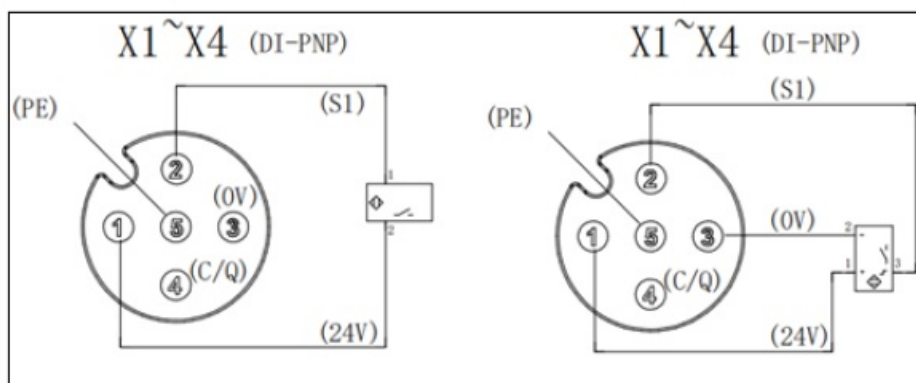 X1~X4 (DI-PNP)
(S1)
(PE)
2
1
(0V)
1
5
3
2
(C/Q)
4
(24V)
X1~X4 (DI-PNP)
(S1)
(PE)
2
(0V)
2
-
1
5
3
1
+
3
(C/Q)
4
(24V)